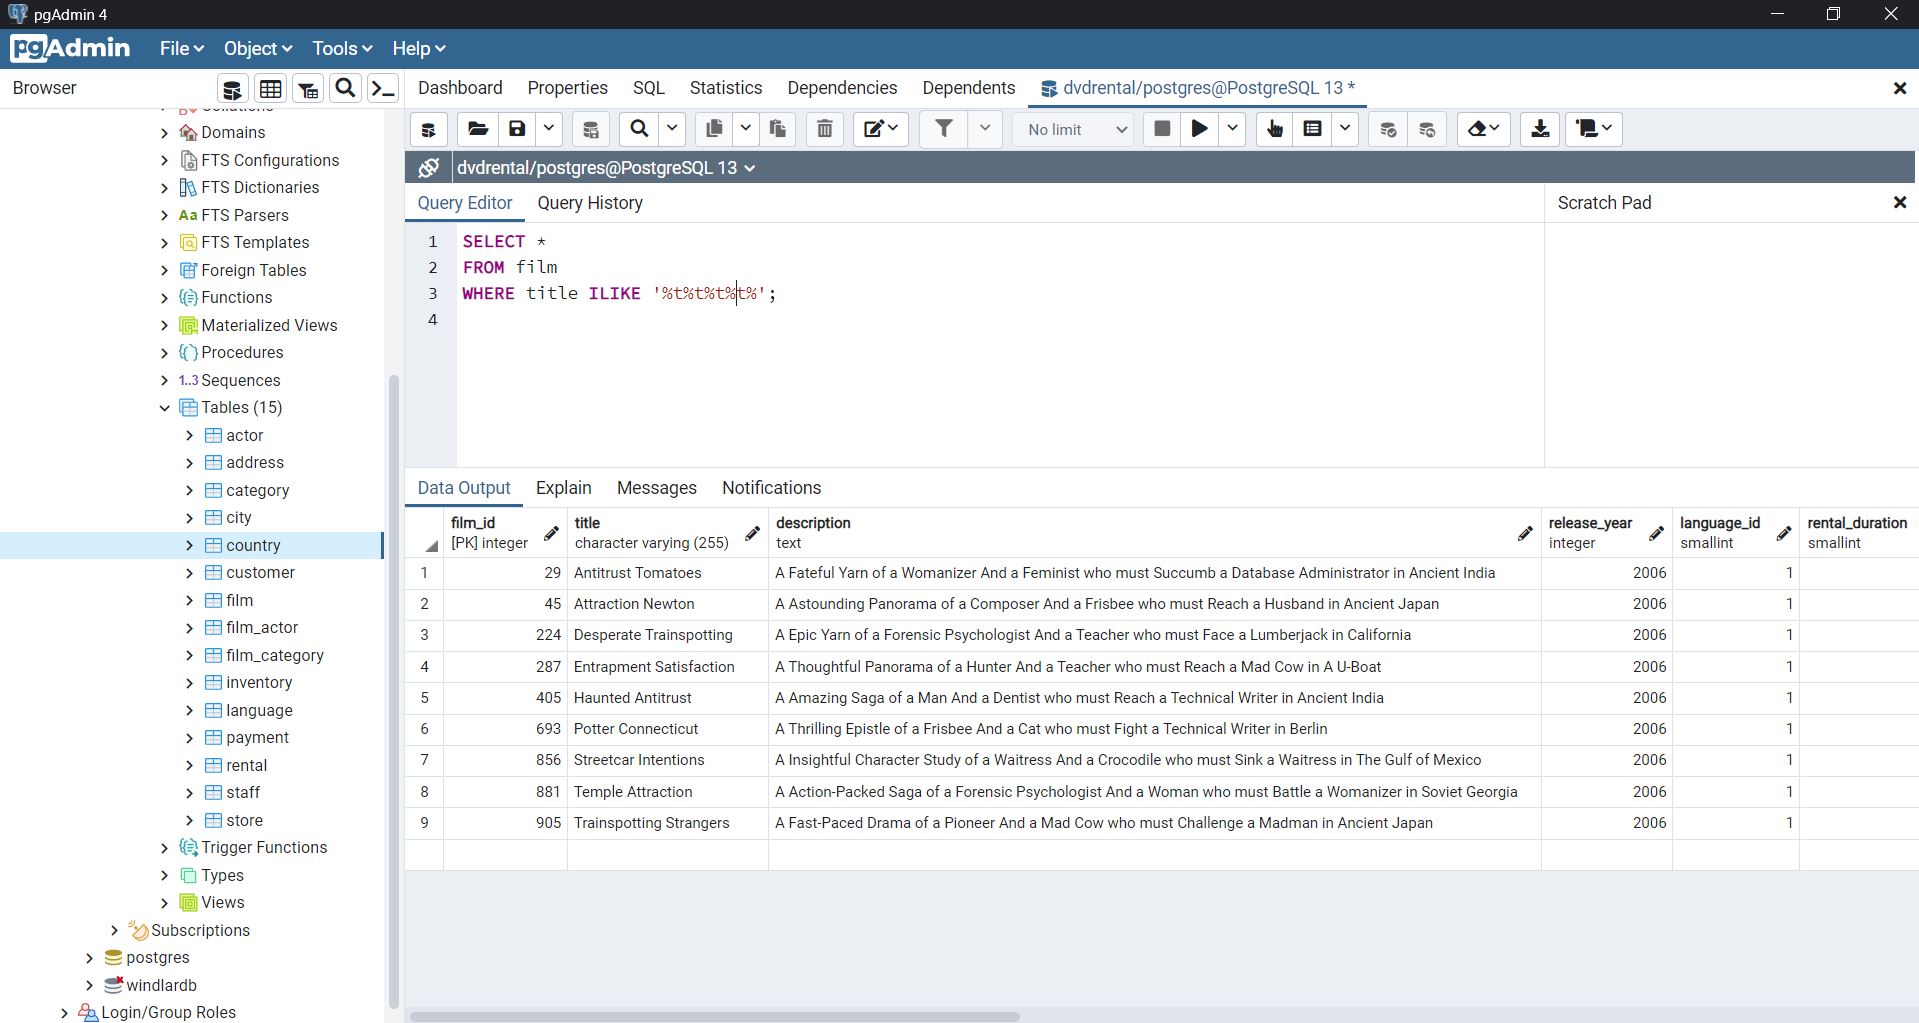 pgAdmin 4
pgAdmin File Object Tools Help
Browser
Dashboard Properties SQL Statistics Dependencies Dependents dvdrental/postgres@PostgreSQL 13 *
No limit
dvdrental/postgres@PostgreSQL 13
Query Editor Query History
Scratch Pad
1 SELECT *
2 FROM film
3 WHERE title ILIKE '%t%t%t%t%';
4
Domains
FTS Configurations
FTS Dictionaries
Aa FTS Parsers
FTS Templates
Foreign Tables
Functions
Materialized Views
Procedures
1..3 Sequences
Tables (15)
actor
address
category
city
country
customer
film
film_actor
film_category
inventory
language
payment
rental
staff
store
Trigger Functions
Types
Views
Subscriptions
postgres
windlardb
Login/Group Roles
Data Output Explain Messages Notifications
film_id title description release_year language_id rental_duration
[PK] integer character varying (255) text integer smallint smallint
1 29 Antitrust Tomatoes A Fateful Yarn of a Womanizer And a Feminist who must Succumb a Database Administrator in Ancient India 2006 1
2 45 Attraction Newton A Astounding Panorama of a Composer And a Frisbee who must Reach a Husband in Ancient Japan 2006 1
3 224 Desperate Trainspotting A Epic Yarn of a Forensic Psychologist And a Teacher who must Face a Lumberjack in California 2006 1
4 287 Entrapment Satisfaction A Thoughtful Panorama of a Hunter And a Teacher who must Reach a Mad Cow in A U-Boat 2006 1
5 405 Haunted Antitrust A Amazing Saga of a Man And a Dentist who must Reach a Technical Writer in Ancient India 2006 1
6 693 Potter Connecticut A Thrilling Epistle of a Frisbee And a Cat who must Fight a Technical Writer in Berlin 2006 1
7 856 Streetcar Intentions A Insightful Character Study of a Waitress And a Crocodile who must Sink a Waitress in The Gulf of Mexico 2006 1
8 881 Temple Attraction A Action-Packed Saga of a Forensic Psychologist And a Woman who must Battle a Womanizer in Soviet Georgia 2006 1
9 905 Trainspotting Strangers A Fast-Paced Drama of a Pioneer And a Mad Cow who must Challenge a Madman in Ancient Japan 2006 1